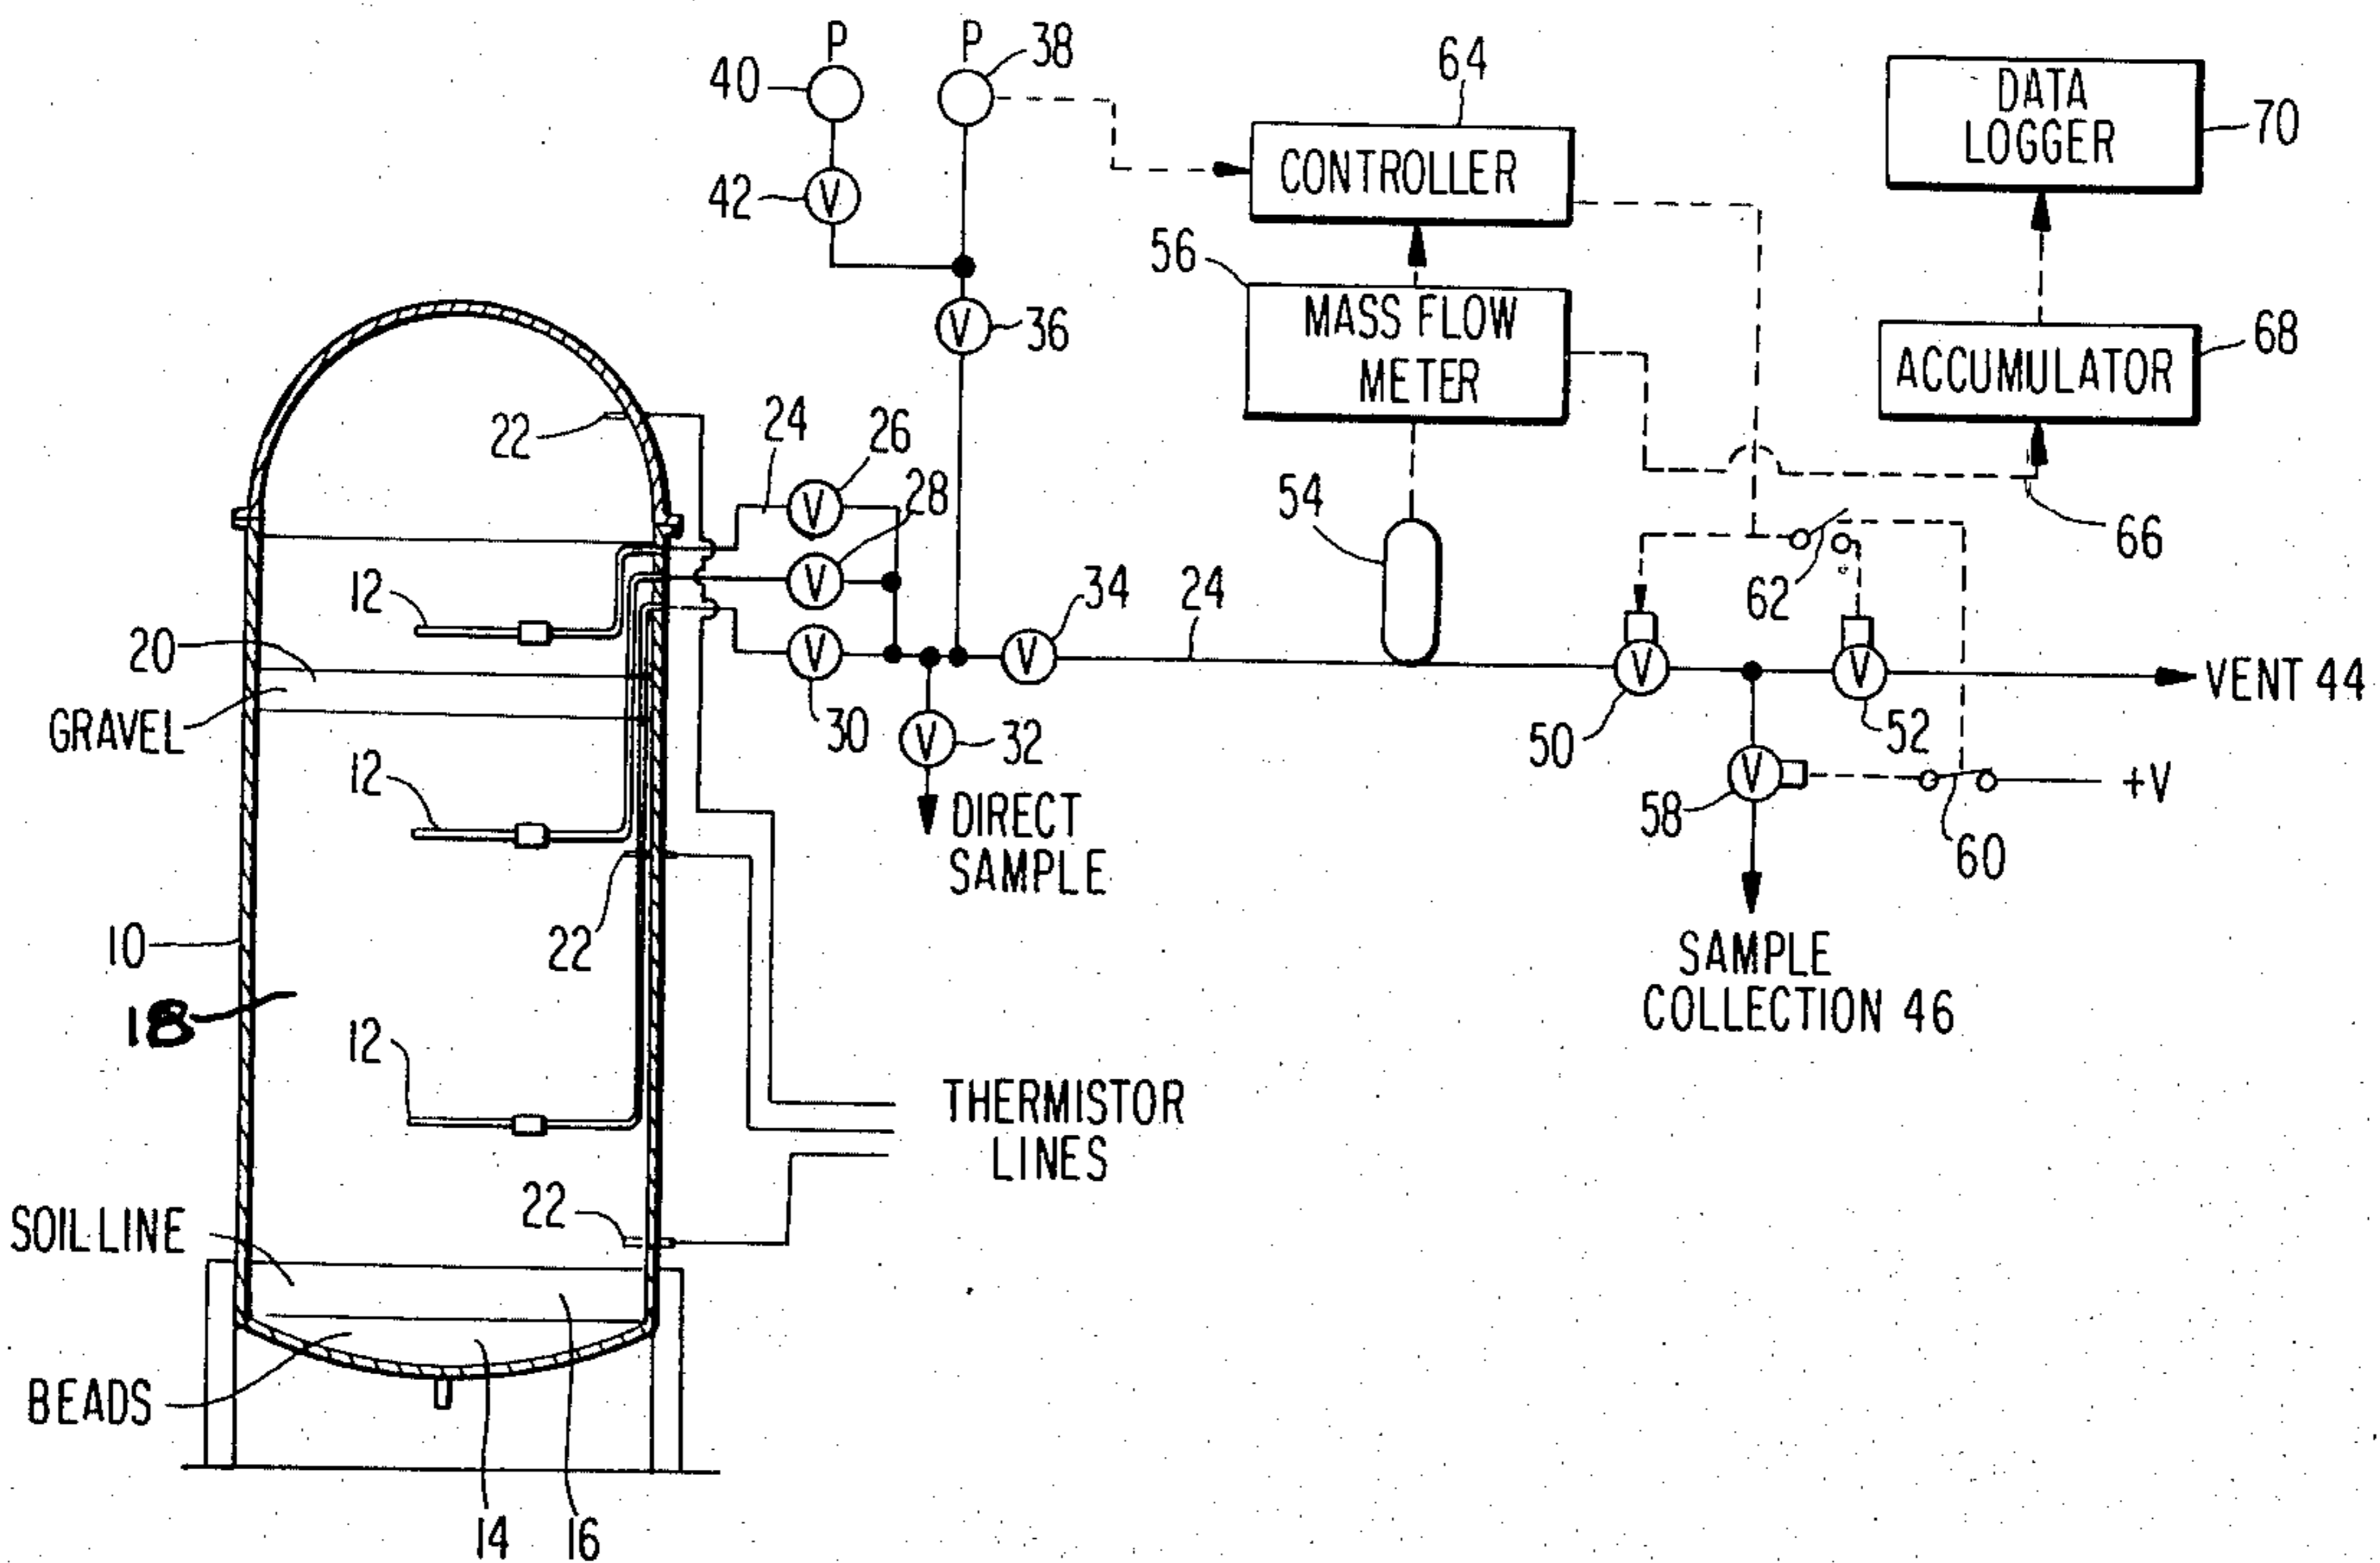 P
P
40
38
42
V
64
CONTROLLER
DATA
LOGGER
70
56
MASS FLOW
METER
V
36
68
ACCUMULATOR
22
24
26
V
28
V
54
66
62
12
20
GRAVEL
34
V
24
V
30
V
32
V
50
V
52
VENT 44
12
DIRECT
SAMPLE
V
58
60
+V
22
10
18
SAMPLE
COLLECTION 46
12
THERMISTOR
LINES
22
SOIL LINE
BEADS
14
16